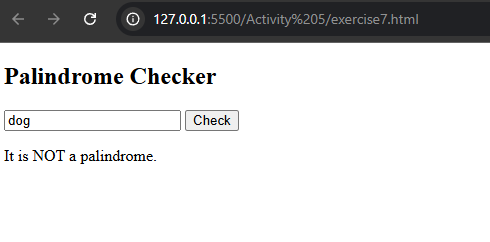 127.0.0.1:5500/Activity%205/exercise7.html
Palindrome Checker
dog Check
It is NOT a palindrome.